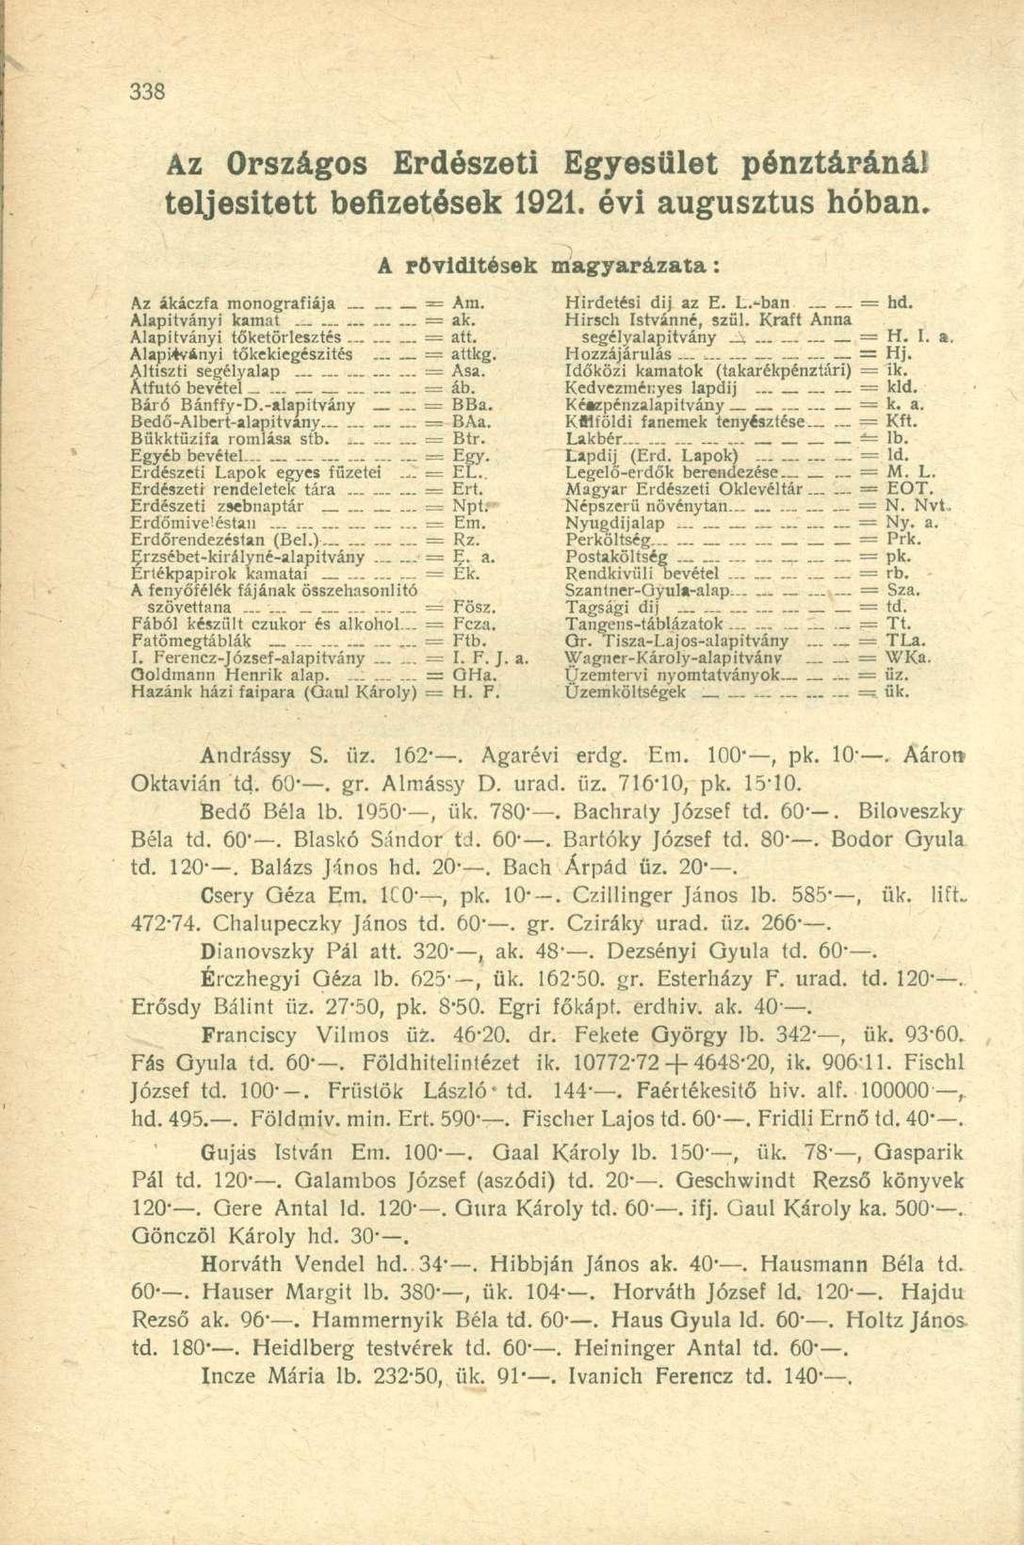 338
Az Országos Erdészeti Egyesület pénztáránál
teljesitett befizetések 1921. évi augusztus hóban.
A röviditések magyarázata:
Az ákáczfa monografiája = Am.
Alapitványi kamat = ak.
Alapitványi tőketörlesztés = att.
Alapitványi tőkekiegészités = attkg.
Altiszti segélyalap = Asa.
Átfutó bevétel = áb.
Báró Bánffy-D.-alapitvány = BBa.
Bedő-Albert-alapitvány = BAa.
Bükktüzifa romlása stb. = Btr.
Egyéb bevétel = Egy.
Erdészeti Lapok egyes füzetei = EL.
Erdészeti rendeletek tára = Ert.
Erdészeti zsebnaptár = Npt.
Erdőmiveléstan = Em.
Erdőrendezéstan (Bel.) = Rz.
Erzsébet-királyné-alapitvány = E. a.
Értékpapirok kamatai = Ék.
A fenyőfélék fájának összehasonlitó
szövettana = Fösz.
Fából készült czukor és alkohol = Fcza.
Fatömegtáblák = Ftb.
I. Ferencz-József-alapitvány = I. F. J. a.
Goldmann Henrik alap. = GHa.
Hazánk házi faipara (Gaul Károly) = H. F.
Hirdetési dij az E. L.-ban = hd.
Hirsch Istvánné, szül. Kraft Anna
segélyalapitvány = H. I. a.
Hozzájárulás = Hj.
Időközi kamatok (takarékpénztári) = ik.
Kedvezményes lapdij = kld.
Készpénzalapitvány = k. a.
Külföldi fanemek tenyésztése = Kft.
Lakbér = lb.
Lapdij (Erd. Lapok) = ld.
Legelő-erdők berendezése = M. L.
Magyar Erdészeti Oklevéltár = EOT.
Népszerü növénytan = N. Nvt.
Nyugdijalap = Ny. a.
Perköltség = Prk.
Postaköltség = pk.
Rendkivüli bevétel = rb.
Szantner-Gyula-alap = Sza.
Tagsági dij = td.
Tangens-táblázatok = Tt.
Gr. Tisza-Lajos-alapitvány = TLa.
Wagner-Károly-alapitvány = WKa.
Üzemtervi nyomtatványok = üz.
Üzemköltségek = ük.
Andrássy S. üz. 162·—. Agarévi erdg. Em. 100·—, pk. 10·—. Ááron
Oktavián td. 60·—. gr. Almássy D. urad. üz. 716·10, pk. 15·10.
Bedő Béla lb. 1950·—, ük. 780·—. Bachraty József td. 60·—. Biloveszky
Béla td. 60·—. Blaskó Sándor td. 60·—. Bartóky József td. 80·—. Bodor Gyula
td. 120·—. Balázs János hd. 20·—. Bach Árpád üz. 20·—.
Csery Géza Em. 100·—, pk. 10·—. Czillinger János lb. 585·—, ük. lift.
472·74. Chalupeczky János td. 60·—. gr. Cziráky urad. üz. 266·—.
Dianovszky Pál att. 320·—, ak. 48·—. Dezsényi Gyula td. 60·—.
Érczhegyi Géza lb. 625·—, ük. 162·50. gr. Esterházy F. urad. td. 120·—.
Erősdy Bálint üz. 27·50, pk. 8·50. Egri főkápt. erdhiv. ak. 40·—.
Franciscy Vilmos üz. 46·20. dr. Fekete György lb. 342·—, ük. 93·60.
Fás Gyula td. 60·—. Földhitelintézet ik. 10772·72 + 4648·20, ik. 906·11. Fischl
József td. 100·—. Früstök László td. 144·—. Faértékesitő hiv. alf. 100000·—,
hd. 495.—. Földmiv. min. Ert. 590·—. Fischer Lajos td. 60·—. Fridli Ernő td. 40·—.
Gujás István Em. 100·—. Gaal Károly lb. 150·—, ük. 78·—, Gasparik
Pál td. 120·—. Galambos József (aszódi) td. 20·—. Geschwindt Rezső könyvek
120·—. Gere Antal ld. 120·—. Gura Károly td. 60·—. ifj. Gaul Károly ka. 500·—.
Gönczöl Károly hd. 30·—.
Horváth Vendel hd. 34·—. Hibbján János ak. 40·—. Hausmann Béla td.
60·—. Hauser Margit lb. 380·—, ük. 104·—. Horváth József ld. 120·—. Hajdu
Rezső ak. 96·—. Hammernyik Béla td. 60·—. Haus Gyula ld. 60·—. Holtz János
td. 180·—. Heidlberg testvérek td. 60·—. Heininger Antal td. 60·—.
Incze Mária lb. 232·50, ük. 91·—. Ivanich Ferencz td. 140·—.